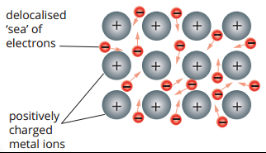 delocalised
'sea' of
electrons
+ + + +
+ + + +
+ + + +
positively
charged
metal ions